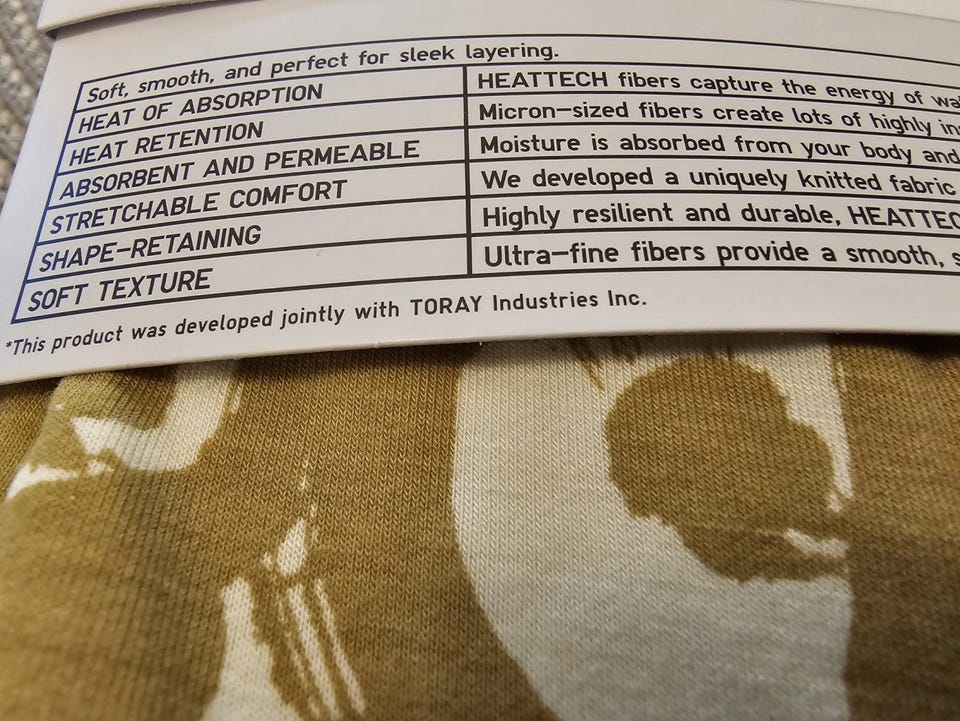 Soft, smooth, and perfect for sleek layering.
HEAT OF ABSORPTION HEATTECH fibers capture the energy of
HEAT RETENTION Micron-sized fibers create lots of highly
ABSORBENT AND PERMEABLE Moisture is absorbed from your body and
STRETCHABLE COMFORT We developed a uniquely knitted fabric
SHAPE-RETAINING Highly resilient and durable, HEATTEC
SOFT TEXTURE Ultra-fine fibers provide a smooth,
*This product was developed jointly with TORAY Industries Inc.